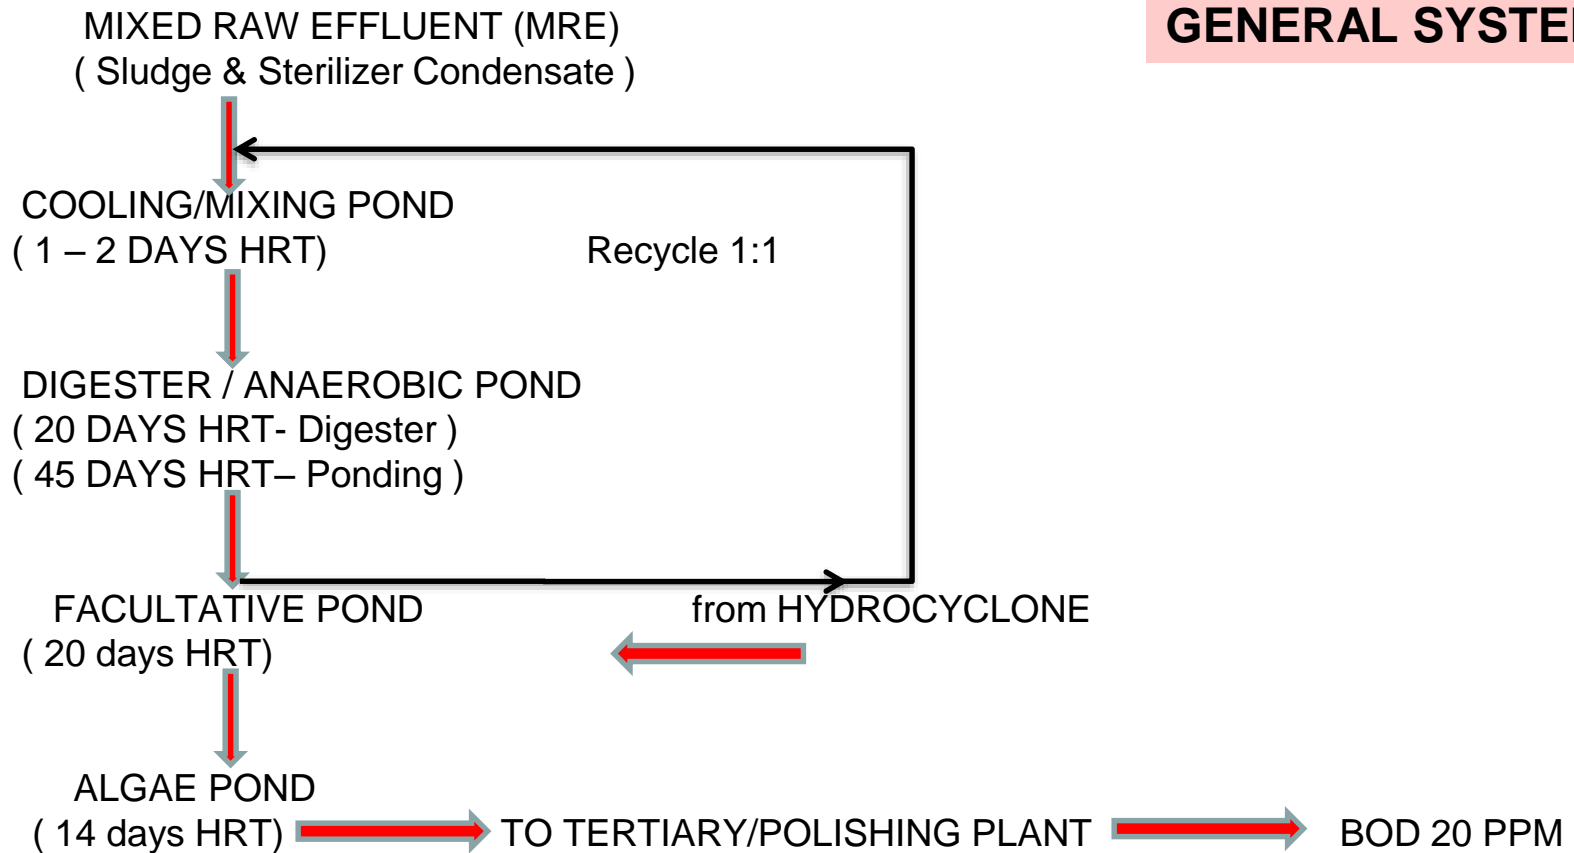 GENERAL SYSTE
MIXED RAW EFFLUENT (MRE)
( Sludge & Sterilizer Condensate )
COOLING/MIXING POND
( 1 – 2 DAYS HRT)
Recycle 1:1
DIGESTER / ANAEROBIC POND
( 20 DAYS HRT- Digester )
( 45 DAYS HRT– Ponding )
FACULTATIVE POND
from HYDROCYCLONE
( 20 days HRT)
ALGAE POND
( 14 days HRT)
TO TERTIARY/POLISHING PLANT
BOD 20 PPM